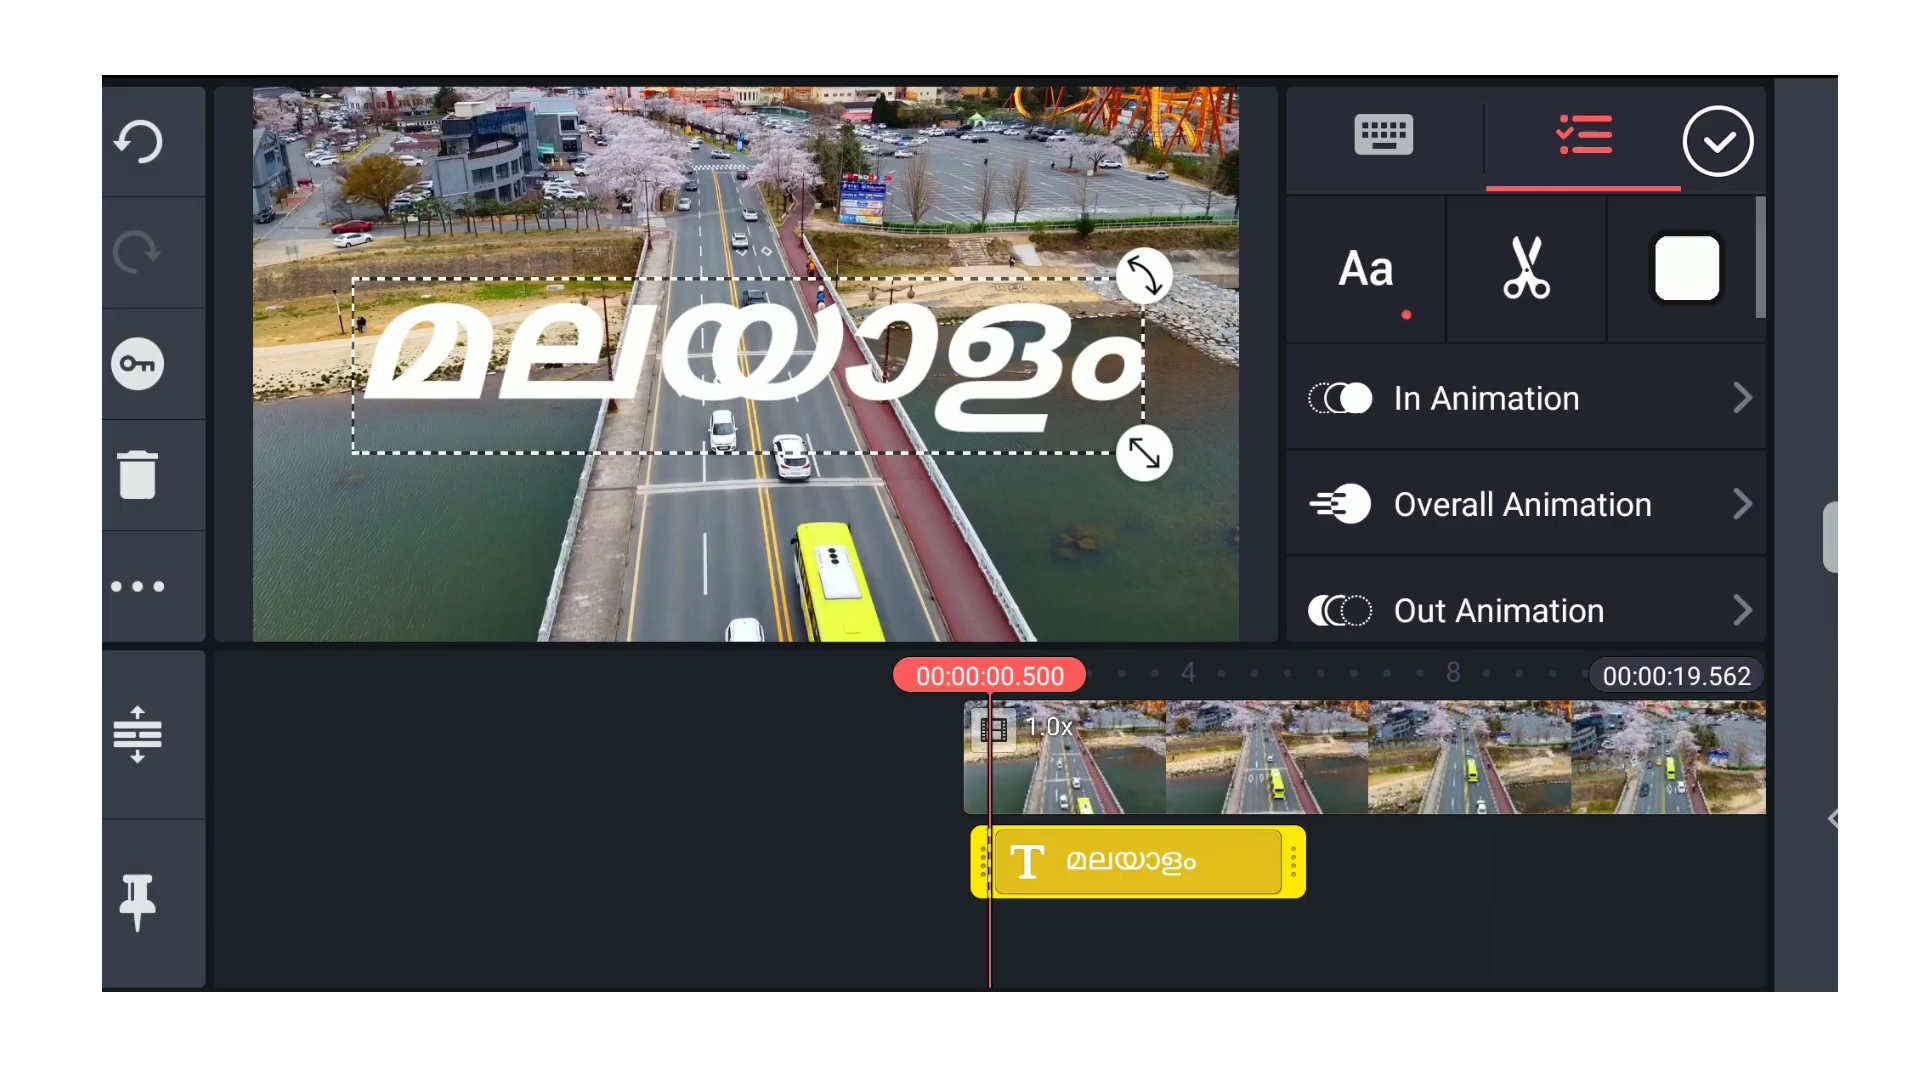 Aa
മലയാളം
In Animation
Overall Animation
Out Animation
00:00:00.500
4
8
00:00:19.562
1.0x
T മലയാളം